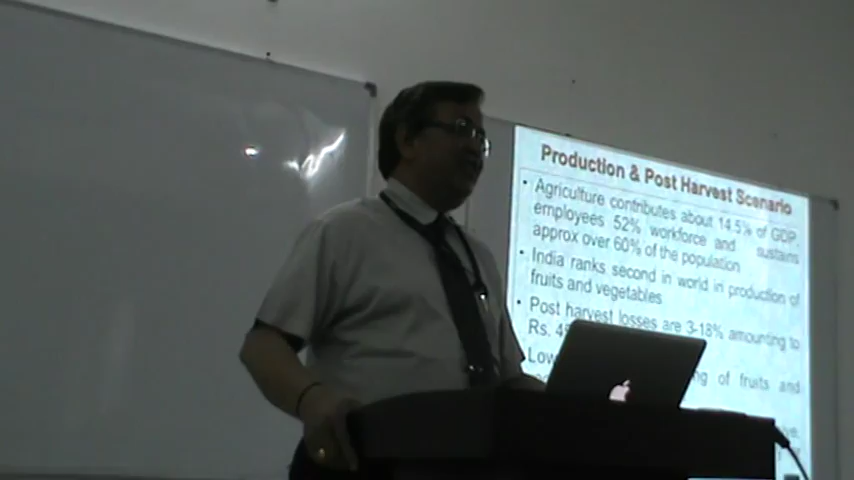 Production & Post Harvest Scenario
• Agriculture contributes about 14.5% of GDP,
employees 52% workforce and sustains
approx over 60% of the population
• India ranks second in world in production of
fruits and vegetables
• Post harvest losses are 3-18% amounting to
Rs.
• Low
of fruits and